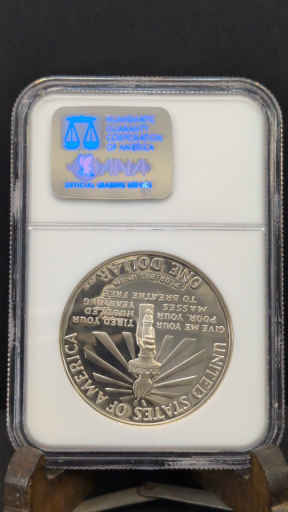 NUMISMATIC
GUARANTY
CORPORATION
OF AMERICA
UNITED STATES OF AMERICA
GIVE ME YOUR
TIRED YOUR
POOR, YOUR
HUDDLED
MASSES
YEARNING
TO BREATHE FREE
ONE DOLLAR